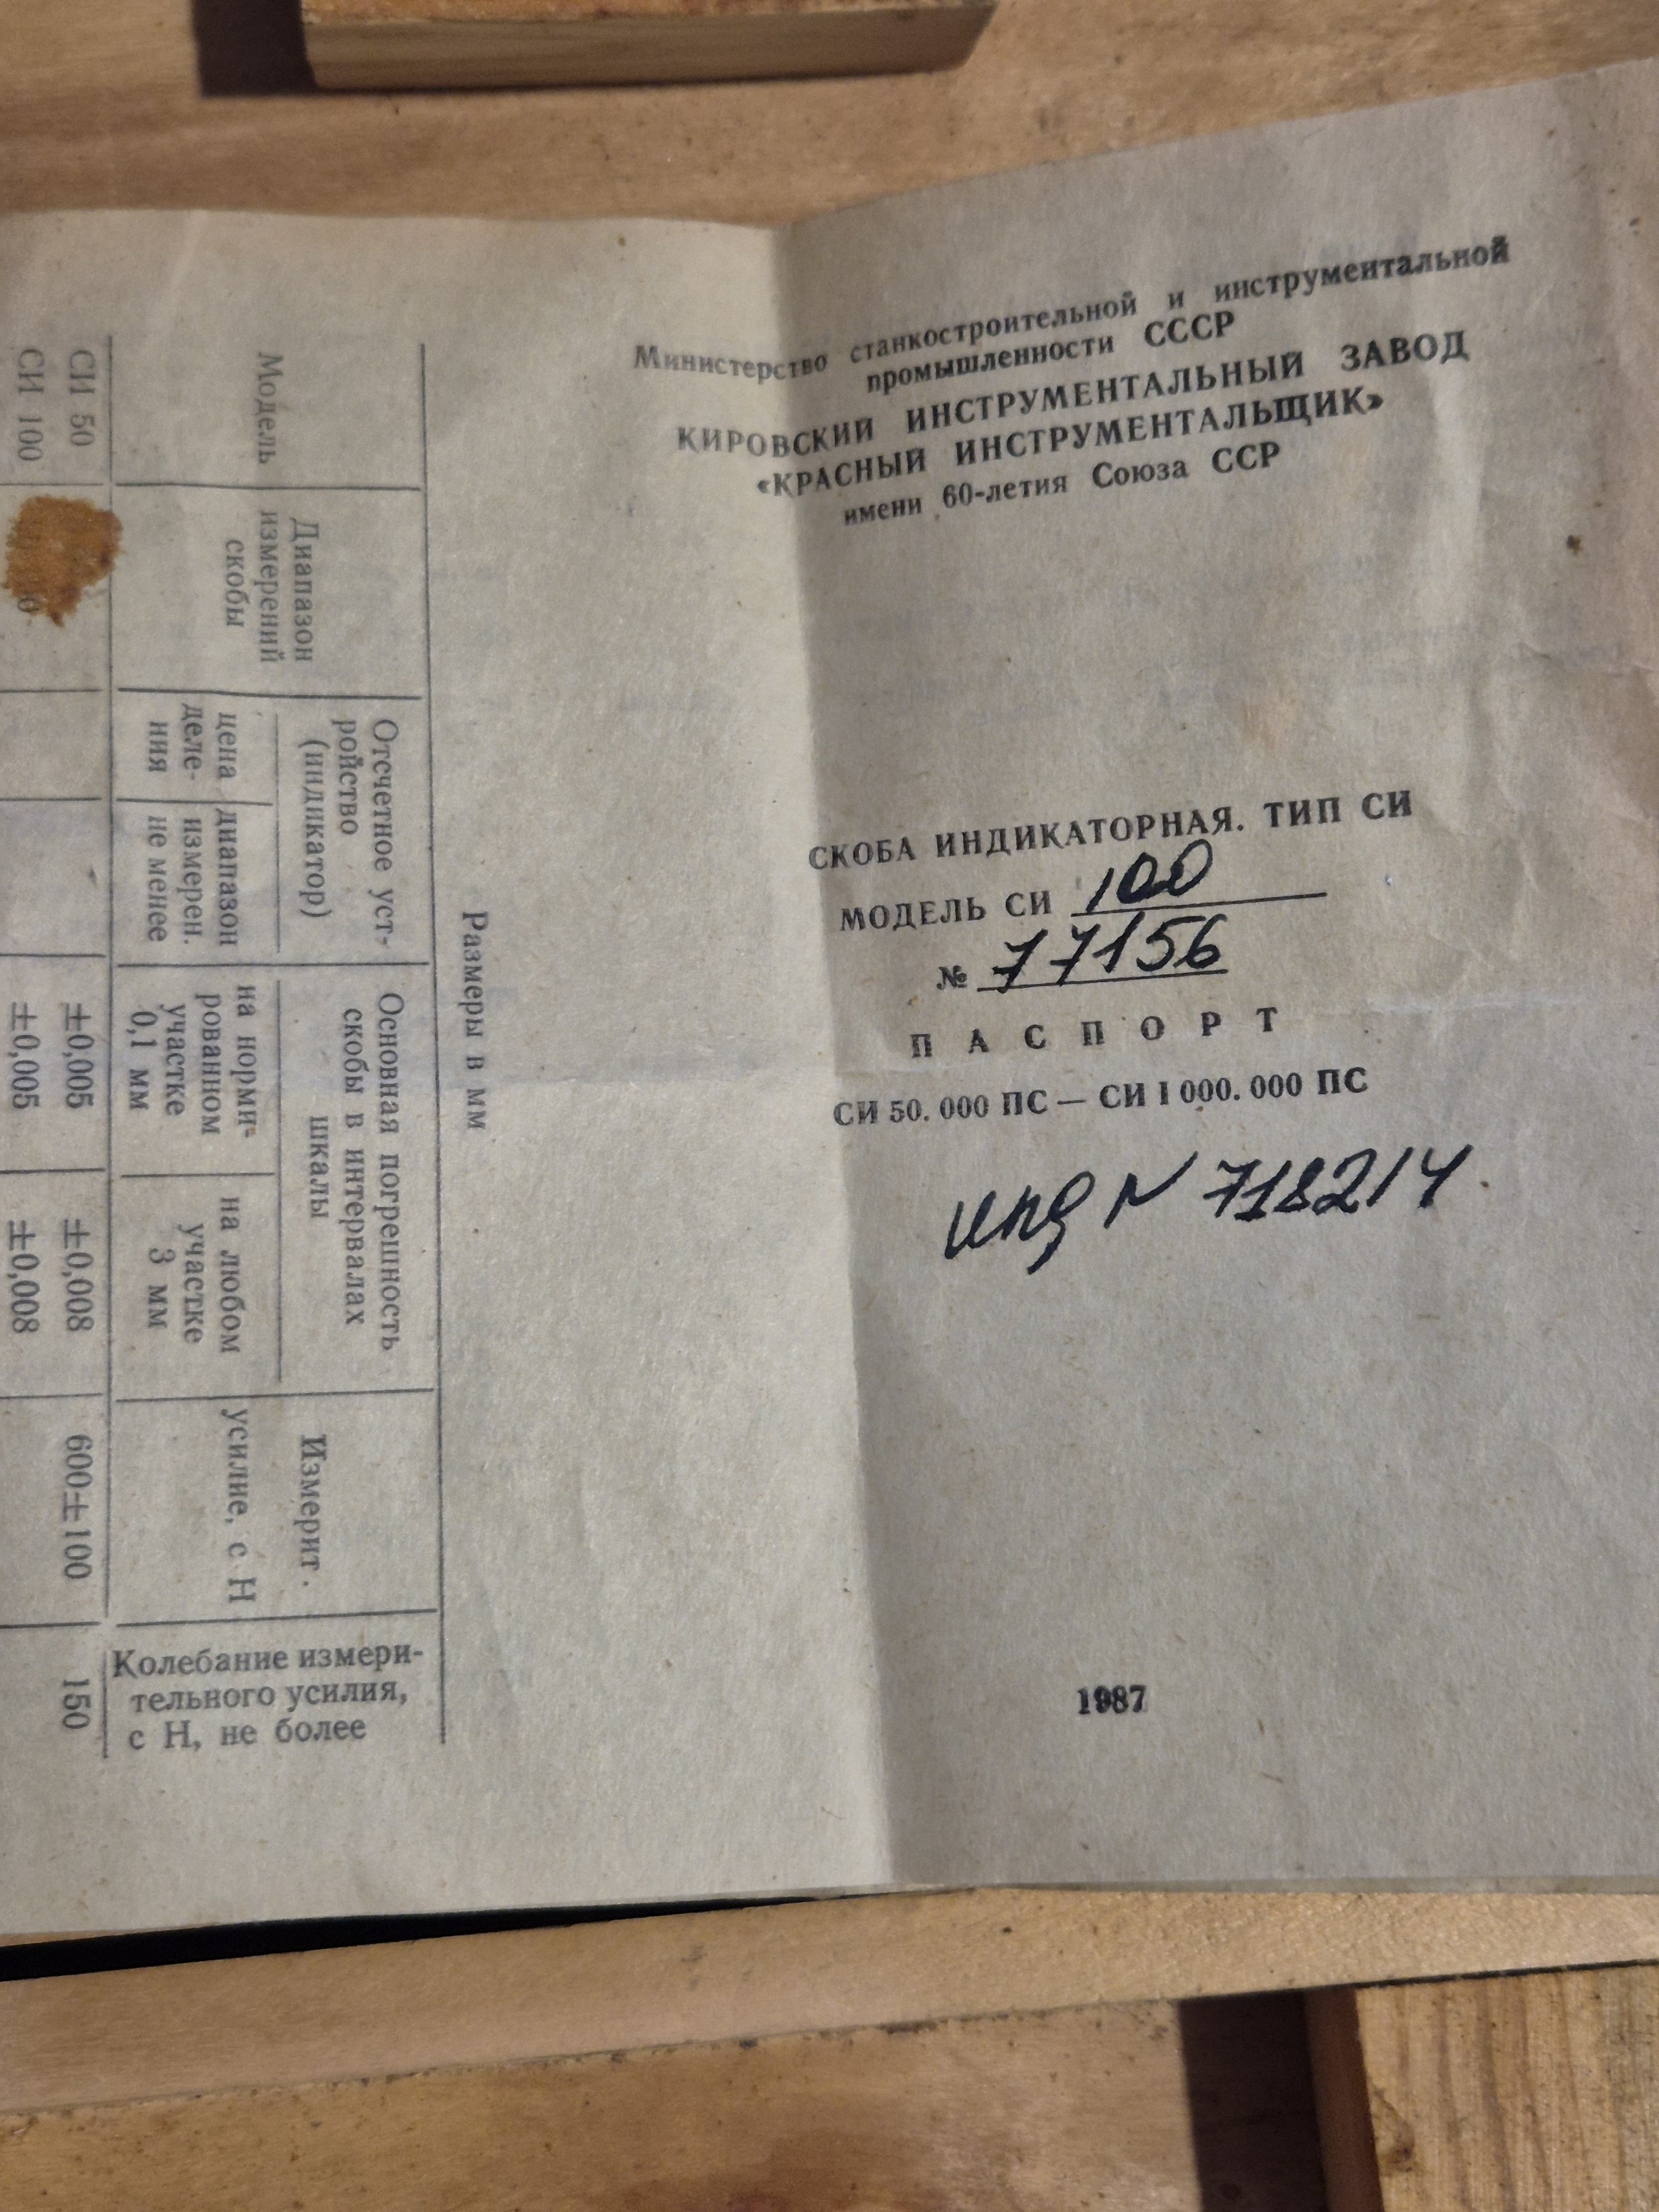 Министерство станкостроительной и инструментальной
промышленности СССР
КИРОВСКИЙ ИНСТРУМЕНТАЛЬНЫЙ ЗАВОД
«КРАСНЫЙ ИНСТРУМЕНТАЛЬЩИК»
имени 60-летия Союза ССР
СКОБА ИНДИКАТОРНАЯ. ТИП СИ
МОДЕЛЬ СИ 100
№ 77156
ПАСПОРТ
СИ 50. 000 ПС — СИ 1 000. 000 ПС
инд N 718214
1987
Размеры в мм
Модель
Диапазон
измерений
скобы
Отсчетное уст-
ройство
(индикатор)
цена
деле-
ния
диапазон
измерен.
не менее
Основная погрешность
скобы в интервалах
шкалы
на норми-
рованном
участке
0,1 мм
на любом
участке
3 мм
Измерит.
усилие, с Н
Колебание измери-
тельного усилия,
с Н, не более
СИ 50 ±0,005 ±0,008 600±100 150
СИ 100 ±0,005 ±0,008